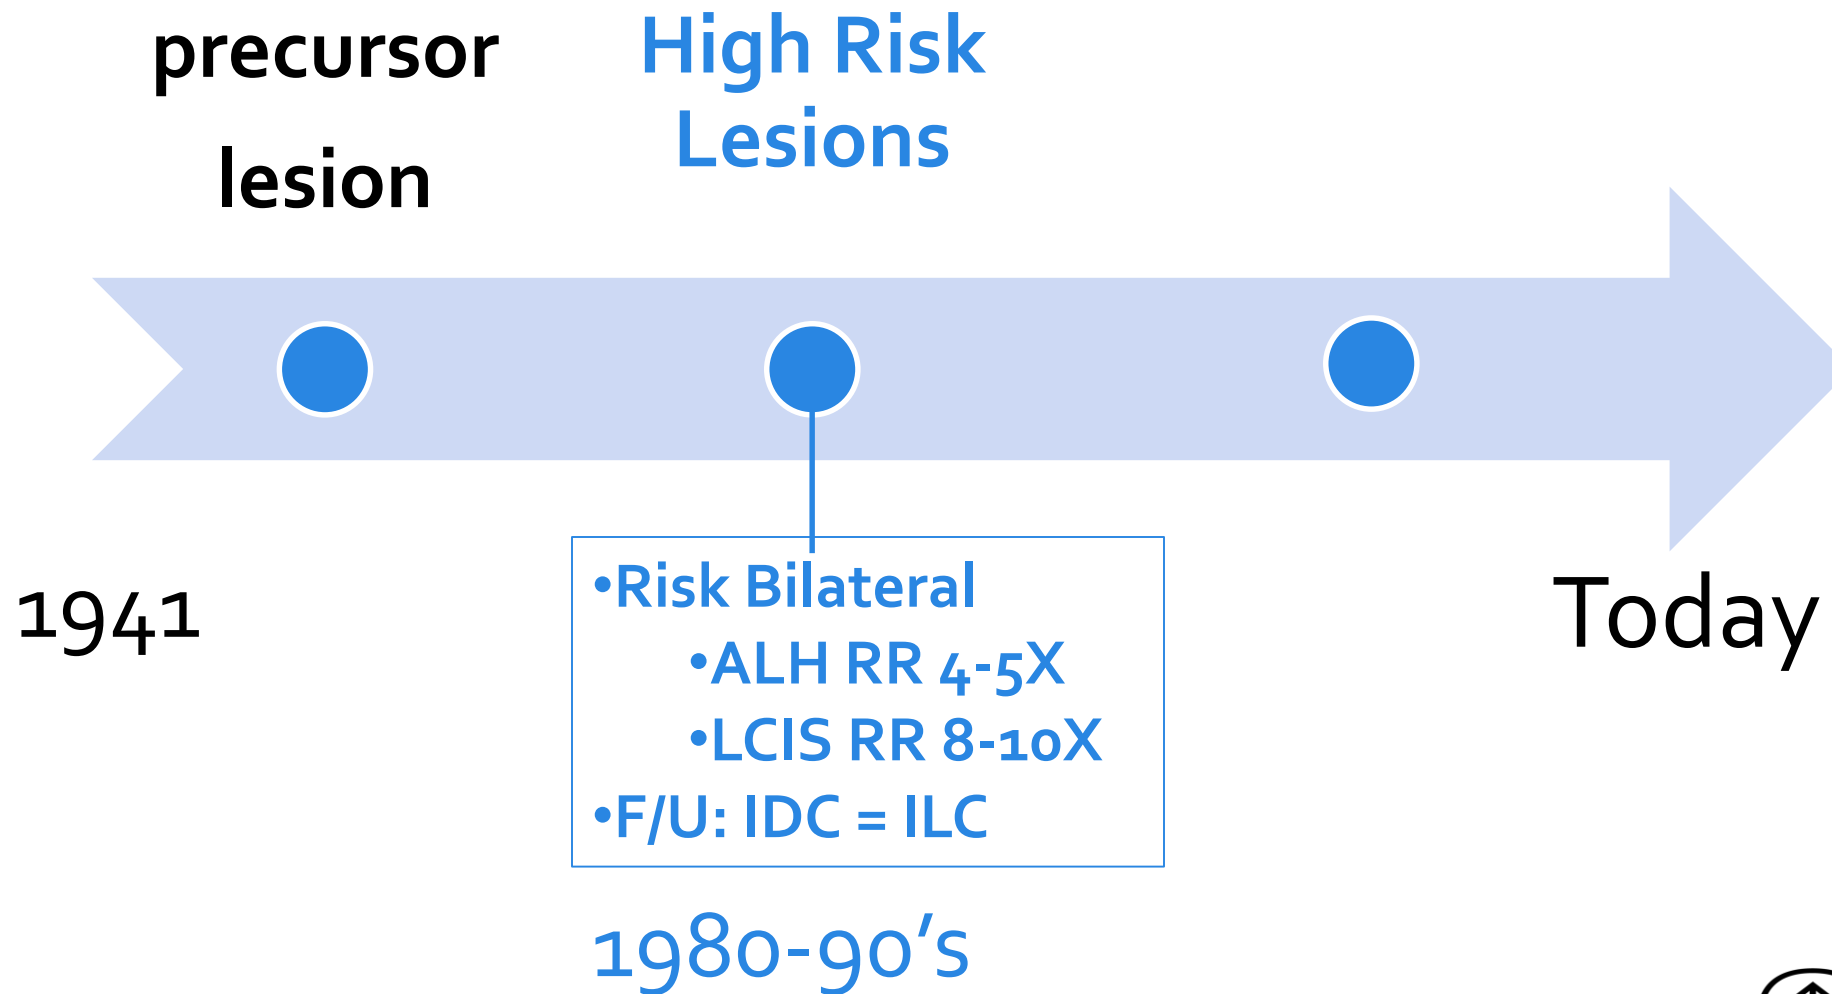 precursor
lesion
High Risk
Lesions
1941
•Risk Bilateral
•ALH RR 4-5X
•LCIS RR 8-10X
•F/U: IDC = ILC
1980-90’s
Today